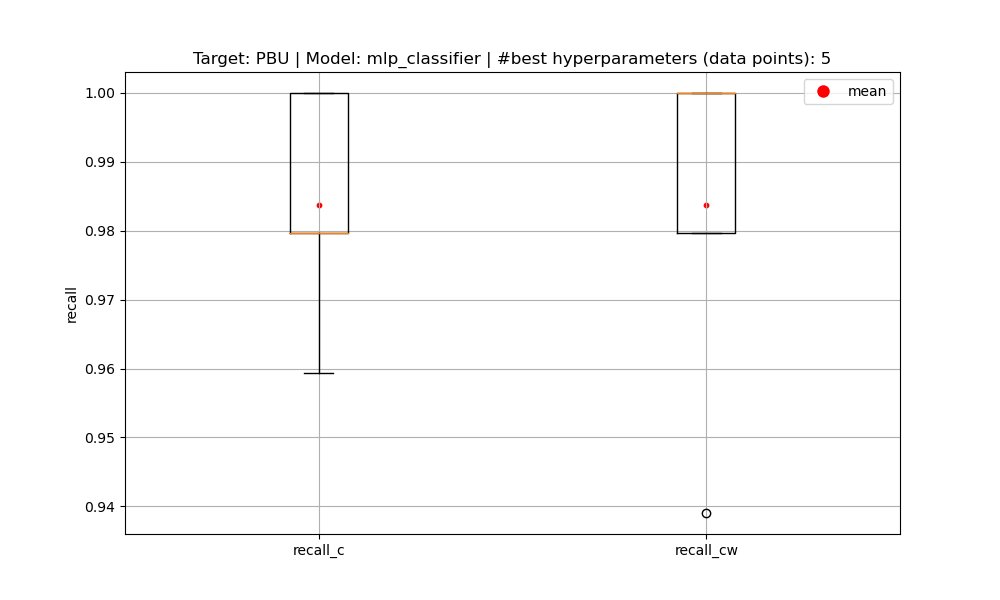 Target: PBU | Model: mlp_classifier | #best hyperparameters (data points): 5
mean
1.00
0.99
0.98
0.97
0.96
0.95
0.94
recall
recall_c
recall_cw